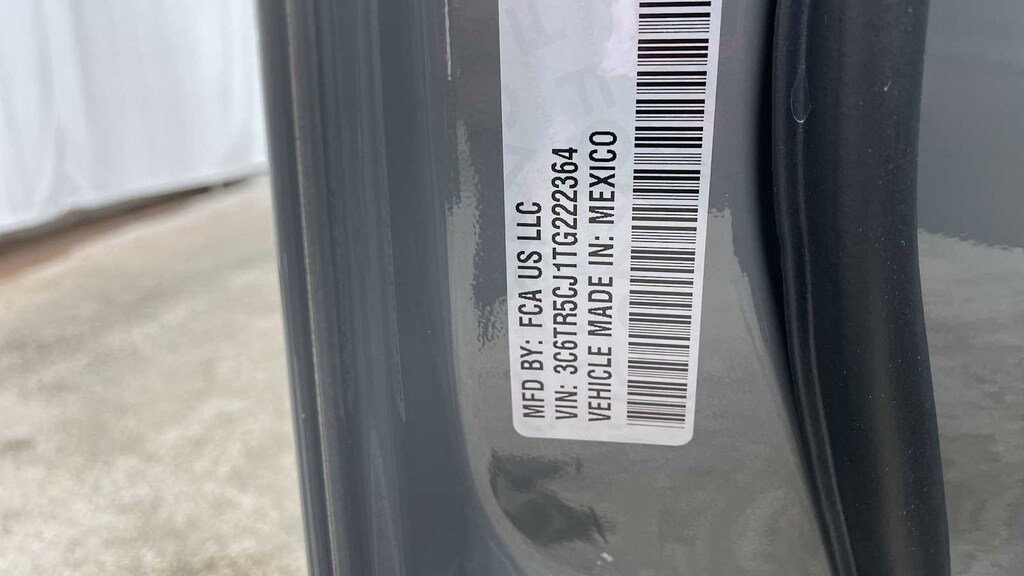 MFD BY: FCA US LLC
VIN: 3C6TR5CJ1TG222364
VEHICLE MADE IN: MEXICO